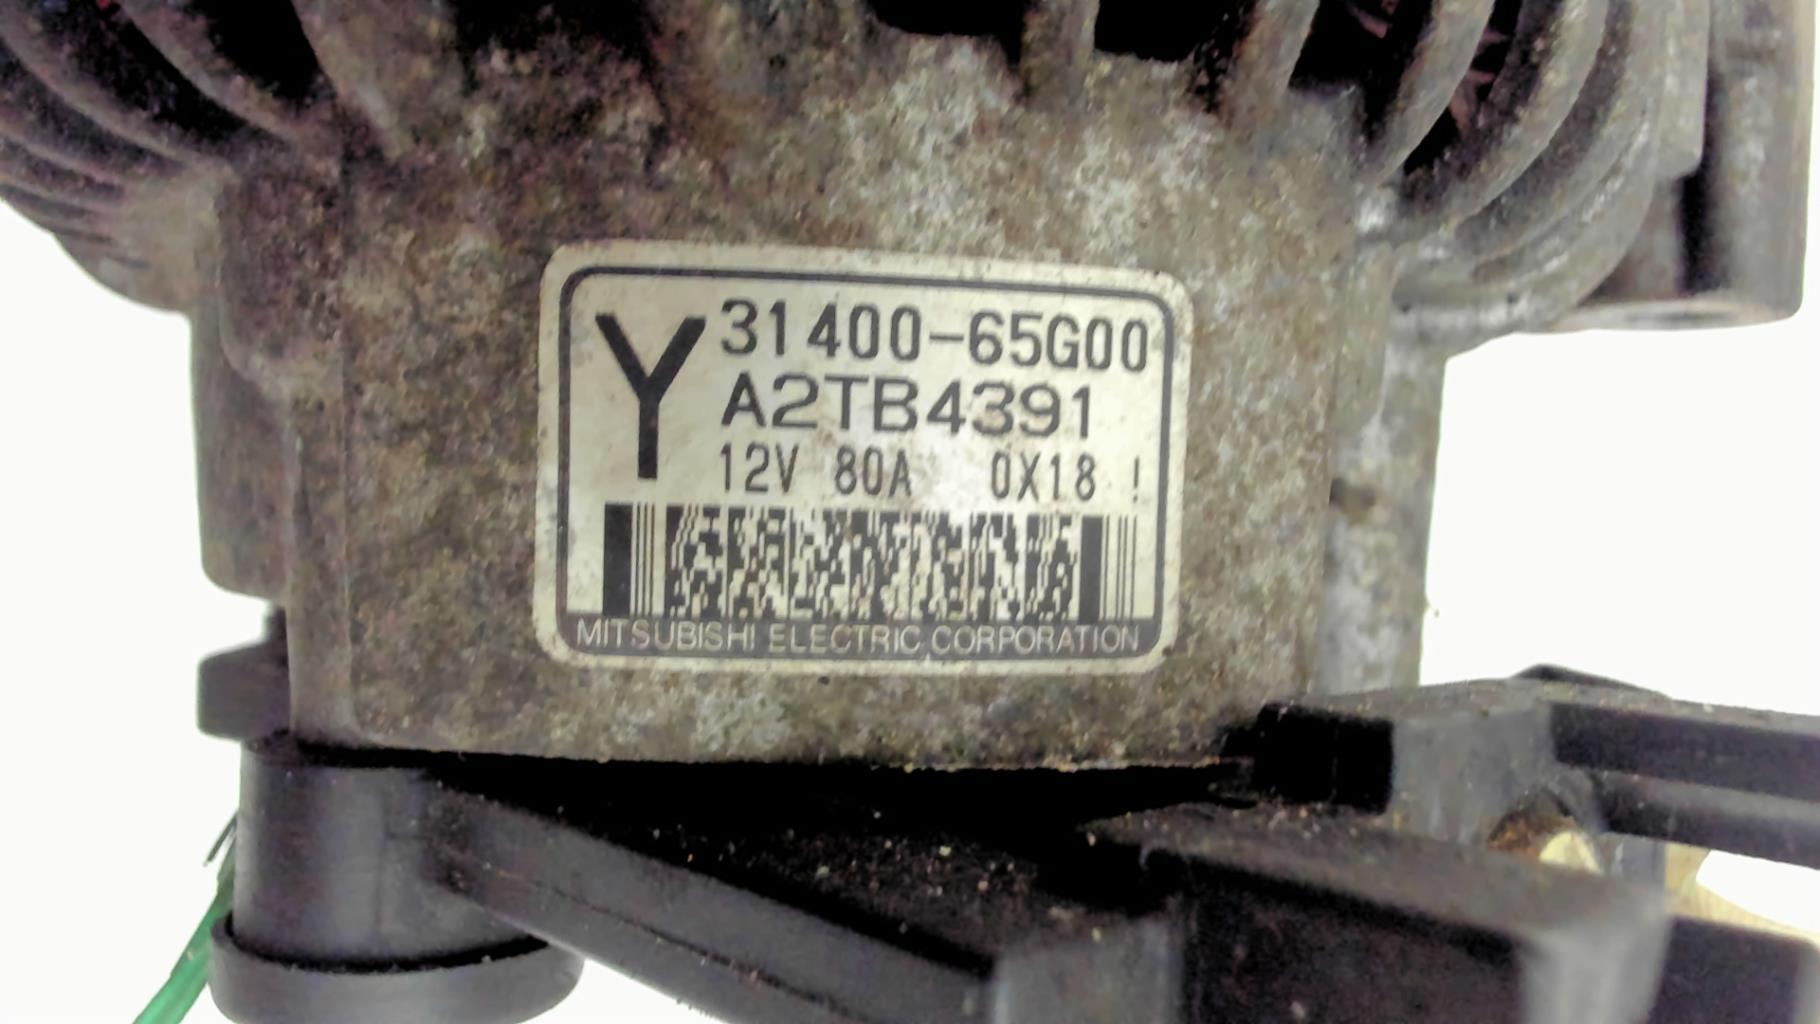 Y
31400-65G00
A2TB4391
12V 80A 0X18 !
MITSUBISHI ELECTRIC CORPORATION